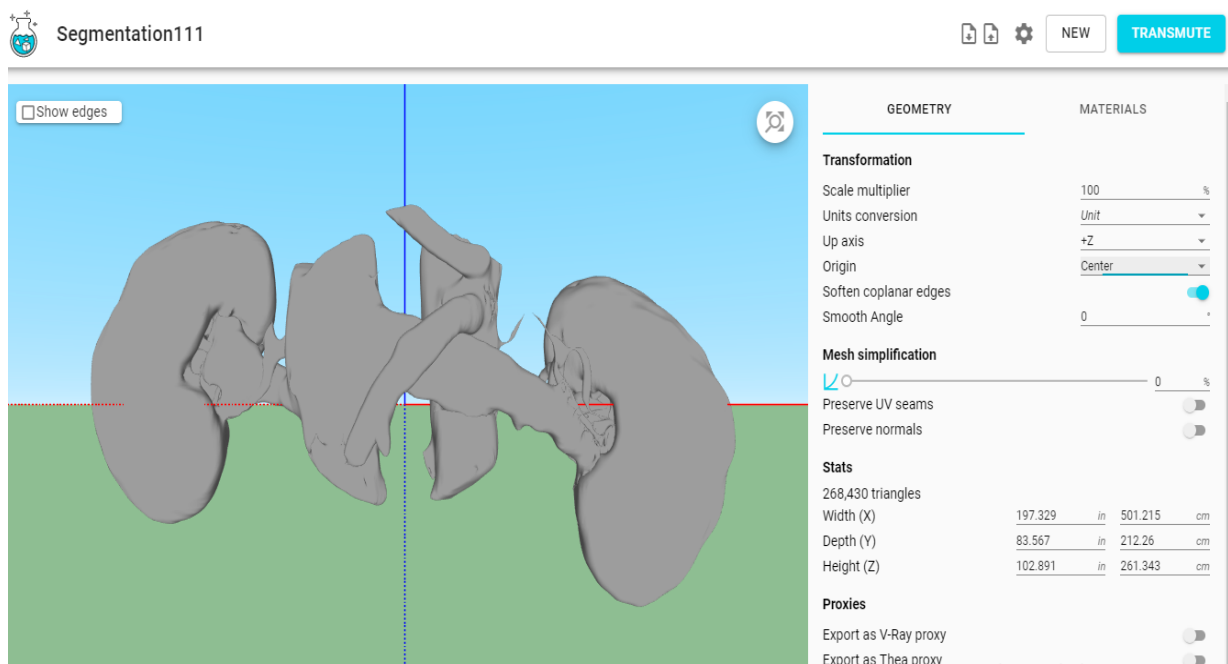 Segmentation111
NEW
TRANSMUTE
Show edges
GEOMETRY
MATERIALS
Transformation
Scale multiplier 100 %
Units conversion Unit
Up axis +Z
Origin Center
Soften coplanar edges
Smooth Angle 0 °
Mesh simplification
0 %
Preserve UV seams
Preserve normals
Stats
268,430 triangles
Width (X) 197.329 in 501.215 cm
Depth (Y) 83.567 in 212.26 cm
Height (Z) 102.891 in 261.343 cm
Proxies
Export as V-Ray proxy
Export as Thea proxy